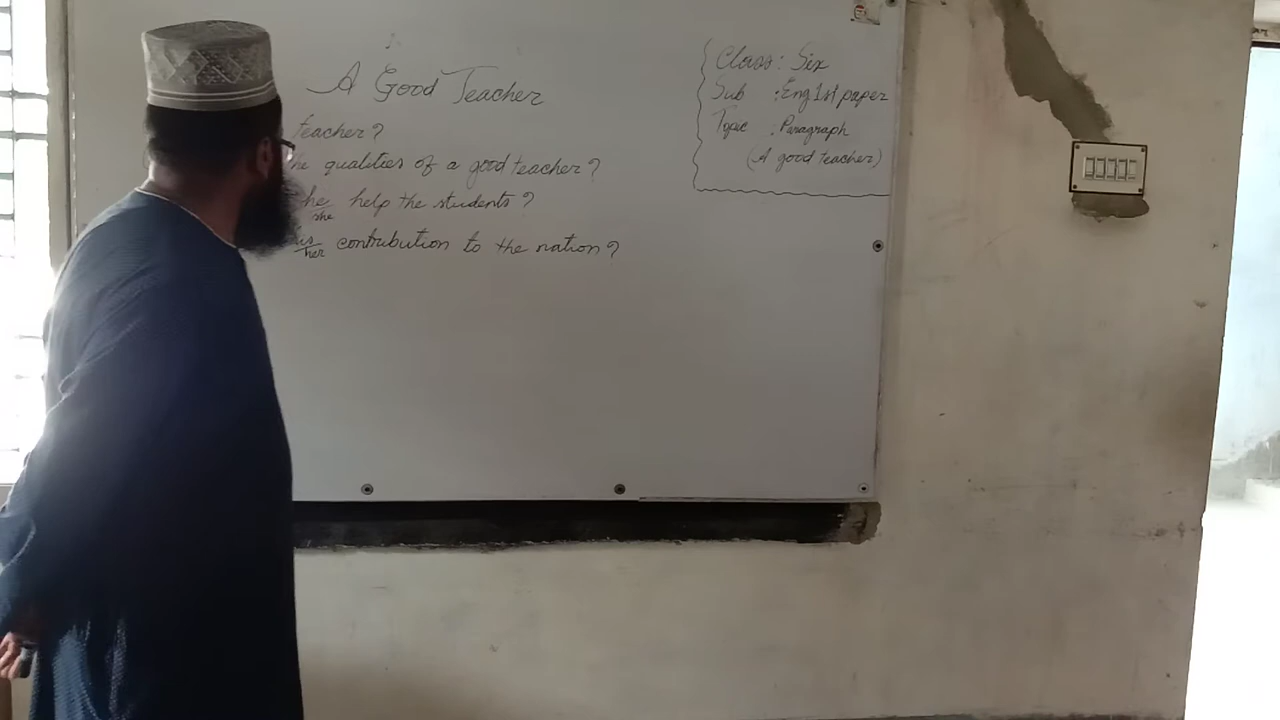 A Good Teacher
teacher?
he qualities of a good teacher?
he
she help the students?
her contribution to the nation?
Class : Six
Sub : Eng 1st paper
Topic : Paragraph
(A good teacher)